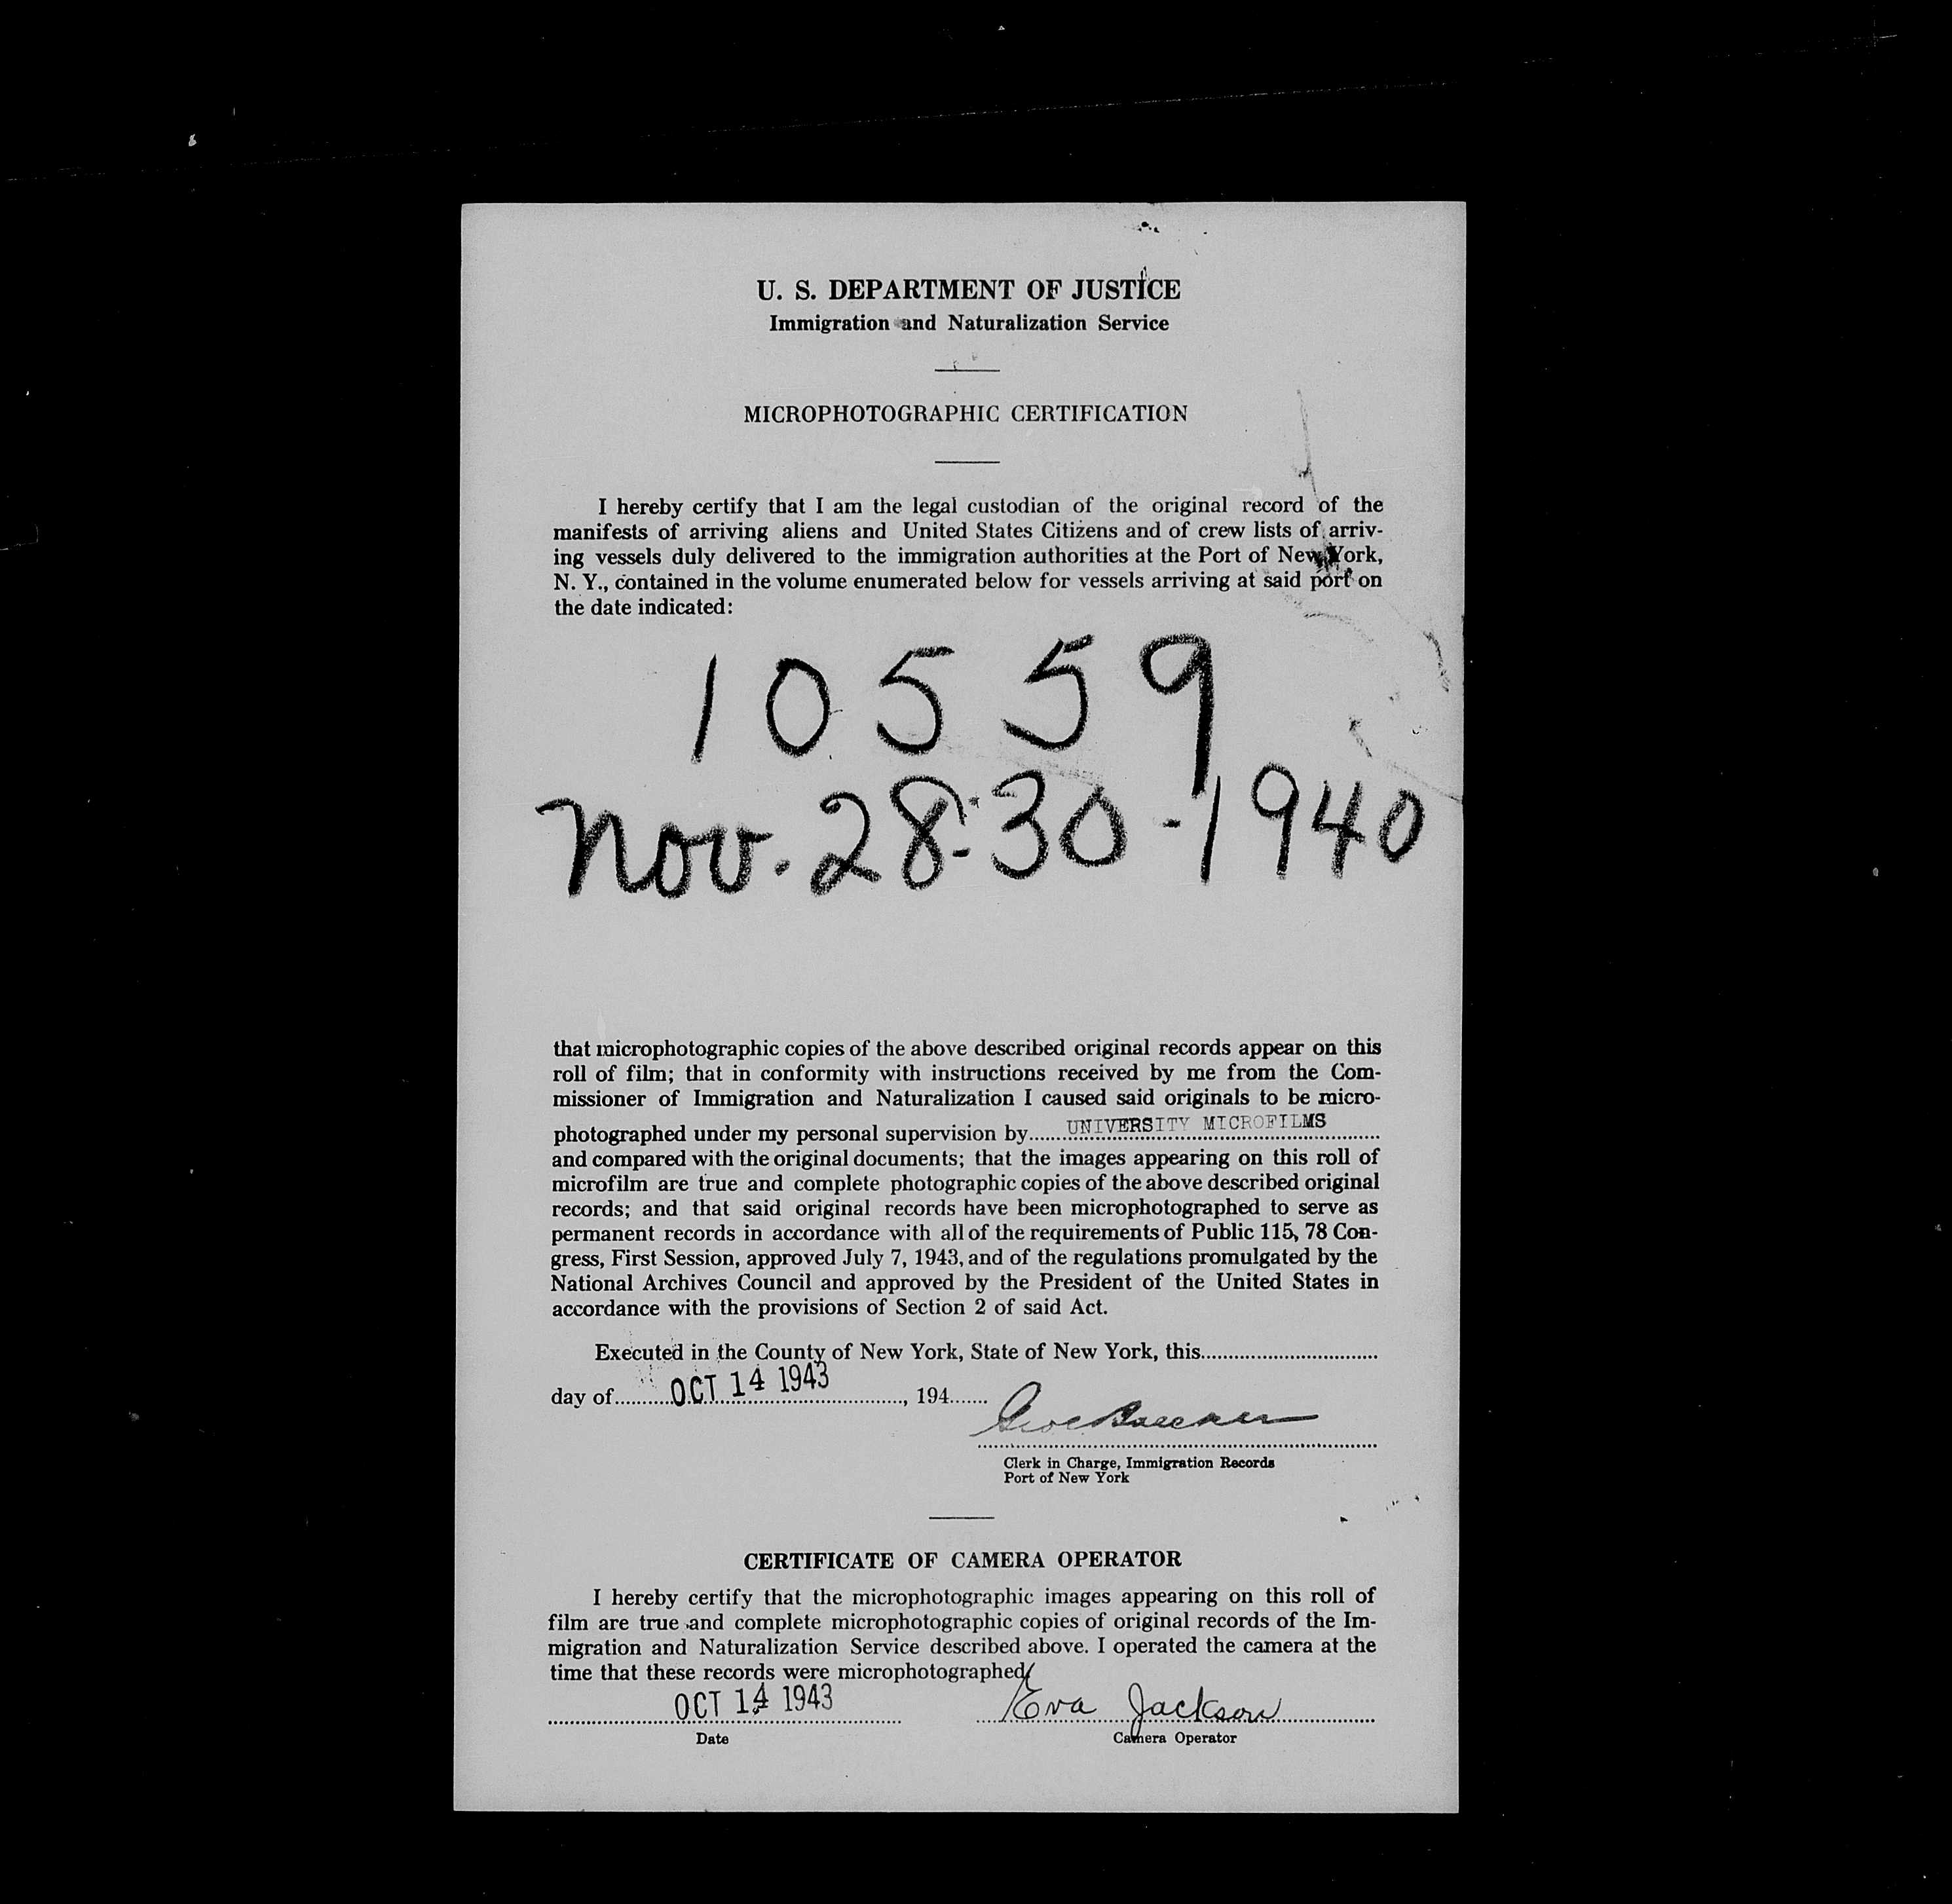 U. S. DEPARTMENT OF JUSTICE
Immigration and Naturalization Service
MICROPHOTOGRAPHIC CERTIFICATION
I hereby certify that I am the legal custodian of the original record of the
manifests of arriving aliens and United States Citizens and of crew lists of arriv-
ing vessels duly delivered to the immigration authorities at the Port of New York,
N. Y., contained in the volume enumerated below for vessels arriving at said port on
the date indicated:
10559
Nov. 28-30-1940
that microphotographic copies of the above described original records appear on this
roll of film; that in conformity with instructions received by me from the Com-
missioner of Immigration and Naturalization I caused said originals to be micro-
photographed under my personal supervision by UNIVERSITY MICROFILMS
and compared with the original documents; that the images appearing on this roll of
microfilm are true and complete photographic copies of the above described original
records; and that said original records have been microphotographed to serve as
permanent records in accordance with all of the requirements of Public 115, 78 Con-
gress, First Session, approved July 7, 1943, and of the regulations promulgated by the
National Archives Council and approved by the President of the United States in
accordance with the provisions of Section 2 of said Act.
Executed in the County of New York, State of New York, this
day of OCT 14 1943, 194
Clerk in Charge, Immigration Records
Port of New York
CERTIFICATE OF CAMERA OPERATOR
I hereby certify that the microphotographic images appearing on this roll of
film are true and complete microphotographic copies of original records of the Im-
migration and Naturalization Service described above. I operated the camera at the
time that these records were microphotographed
OCT 14 1943 Eva Jackson
Date Camera Operator